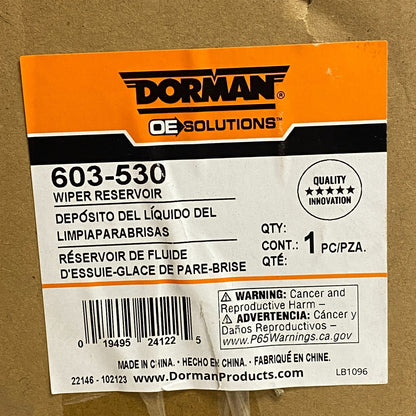 DORMAN®
OE SOLUTIONS™
603-530
WIPER RESERVOIR
DEPÓSITO DEL LÍQUIDO DEL
LIMPIAPARABRISAS
RÉSERVOIR DE FLUIDE
D'ESSUIE-GLACE DE PARE-BRISE
QUALITY
★★★★★
INNOVATION
QTY:
CONT.: 1 PC/PZA.
QTÉ:
0 19495 24122 5
⚠ WARNING: Cancer and
Reproductive Harm –
⚠ ADVERTENCIA: Cáncer y
Daños Reproductivos –
www.P65Warnings.ca.gov
MADE IN CHINA. • HECHO EN CHINA. • FABRIQUÉ EN CHINE.
22146 - 102123 www.DormanProducts.com LB1096